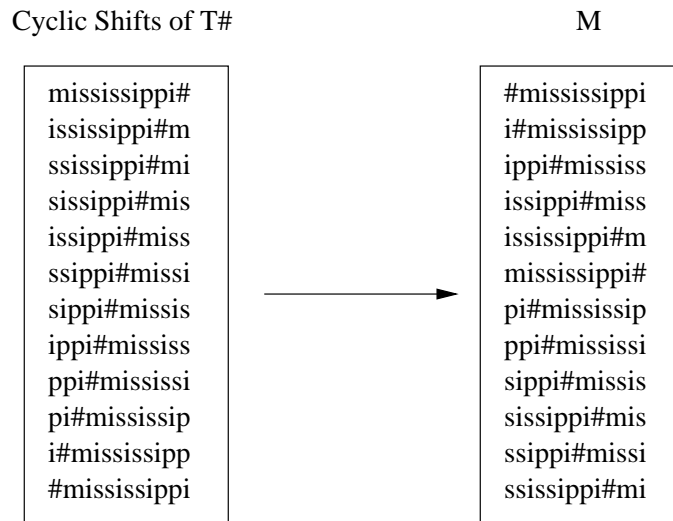 Cyclic Shifts of T#
mississippi#
ississippi#m
ssissippi#mi
sissippi#mis
issippi#miss
ssippi#missi
sippi#missis
ippi#mississ
ppi#mississi
pi#mississip
i#mississipp
#mississippi
M
#mississippi
i#mississipp
ippi#mississ
issippi#miss
ississippi#m
mississippi#
pi#mississip
ppi#mississi
sippi#missis
sissippi#mis
ssippi#missi
ssissippi#mi